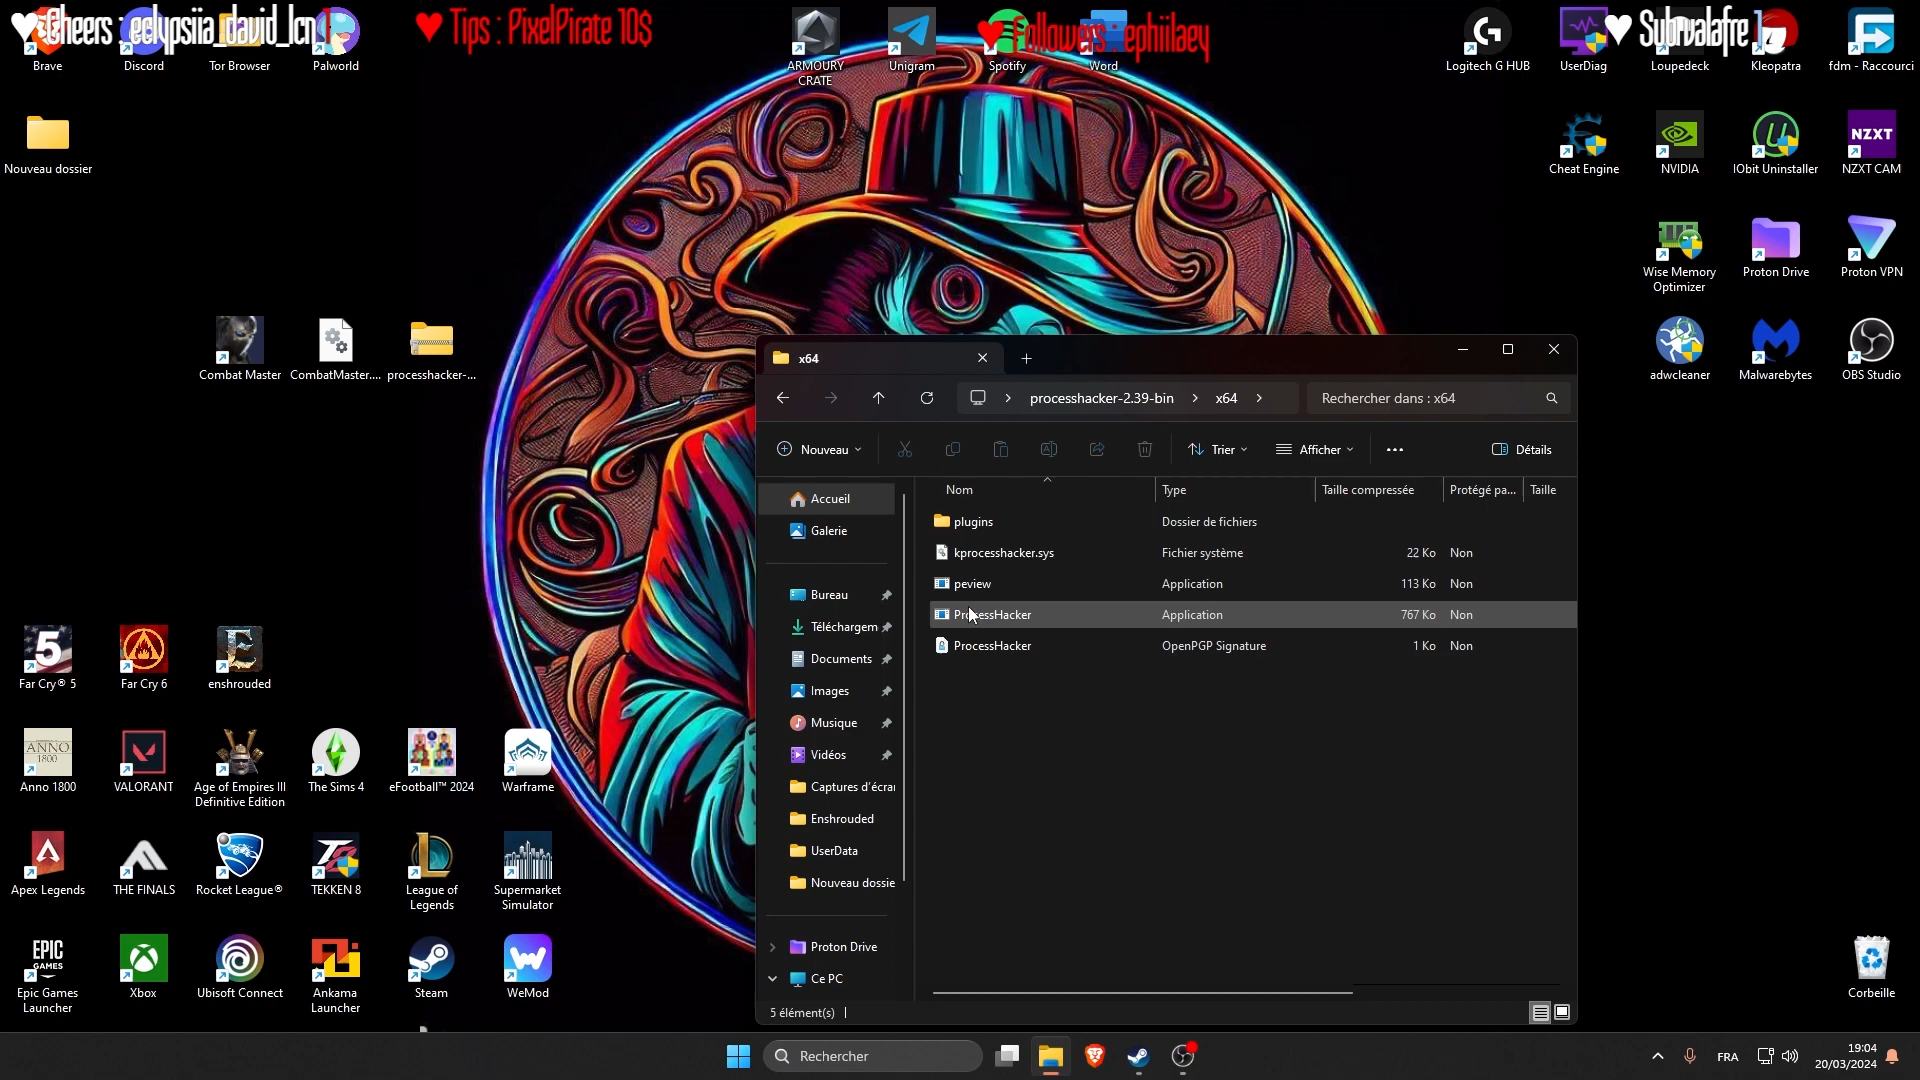 Cheers : eclypsiia_david_lcn 1
Tips : PixelPirate 10$
Followers : ephiilaey
Sub rvalafre 1
Brave
Discord
Tor Browser
Palworld
ARMOURY
CRATE
Unigram
Spotify
Word
Logitech G HUB
UserDiag
Loupedeck
Kleopatra
fdm - Raccourci
Nouveau dossier
Cheat Engine
NVIDIA
IObit Uninstaller
NZXT
NZXT CAM
Wise Memory
Optimizer
Proton Drive
Proton VPN
Combat Master
CombatMaster....
processhacker-...
adwcleaner
Malwarebytes
OBS Studio
x64
processhacker-2.39-bin
x64
Rechercher dans : x64
Nouveau
Trier
Afficher
Détails
Accueil
Galerie
Bureau
Téléchargem
Documents
Images
Musique
Vidéos
Captures d'écra
Enshrouded
UserData
Nouveau dossie
Proton Drive
Ce PC
Nom
Type
Taille compressée
Protégé pa...
Taille
plugins
Dossier de fichiers
kprocesshacker.sys
Fichier système
22 Ko
Non
peview
Application
113 Ko
Non
ProcessHacker
Application
767 Ko
Non
ProcessHacker
OpenPGP Signature
1 Ko
Non
5 élément(s)
Far Cry® 5
Far Cry 6
enshrouded
ANNO
1800
Anno 1800
VALORANT
Age of Empires III
Definitive Edition
The Sims 4
eFootball™ 2024
Warframe
Apex Legends
THE FINALS
Rocket League®
TEKKEN 8
League of
Legends
Supermarket
Simulator
EPIC
GAMES
Epic Games
Launcher
Xbox
Ubisoft Connect
Ankama
Launcher
Steam
WeMod
Corbeille
Rechercher
FRA
19:04
20/03/2024